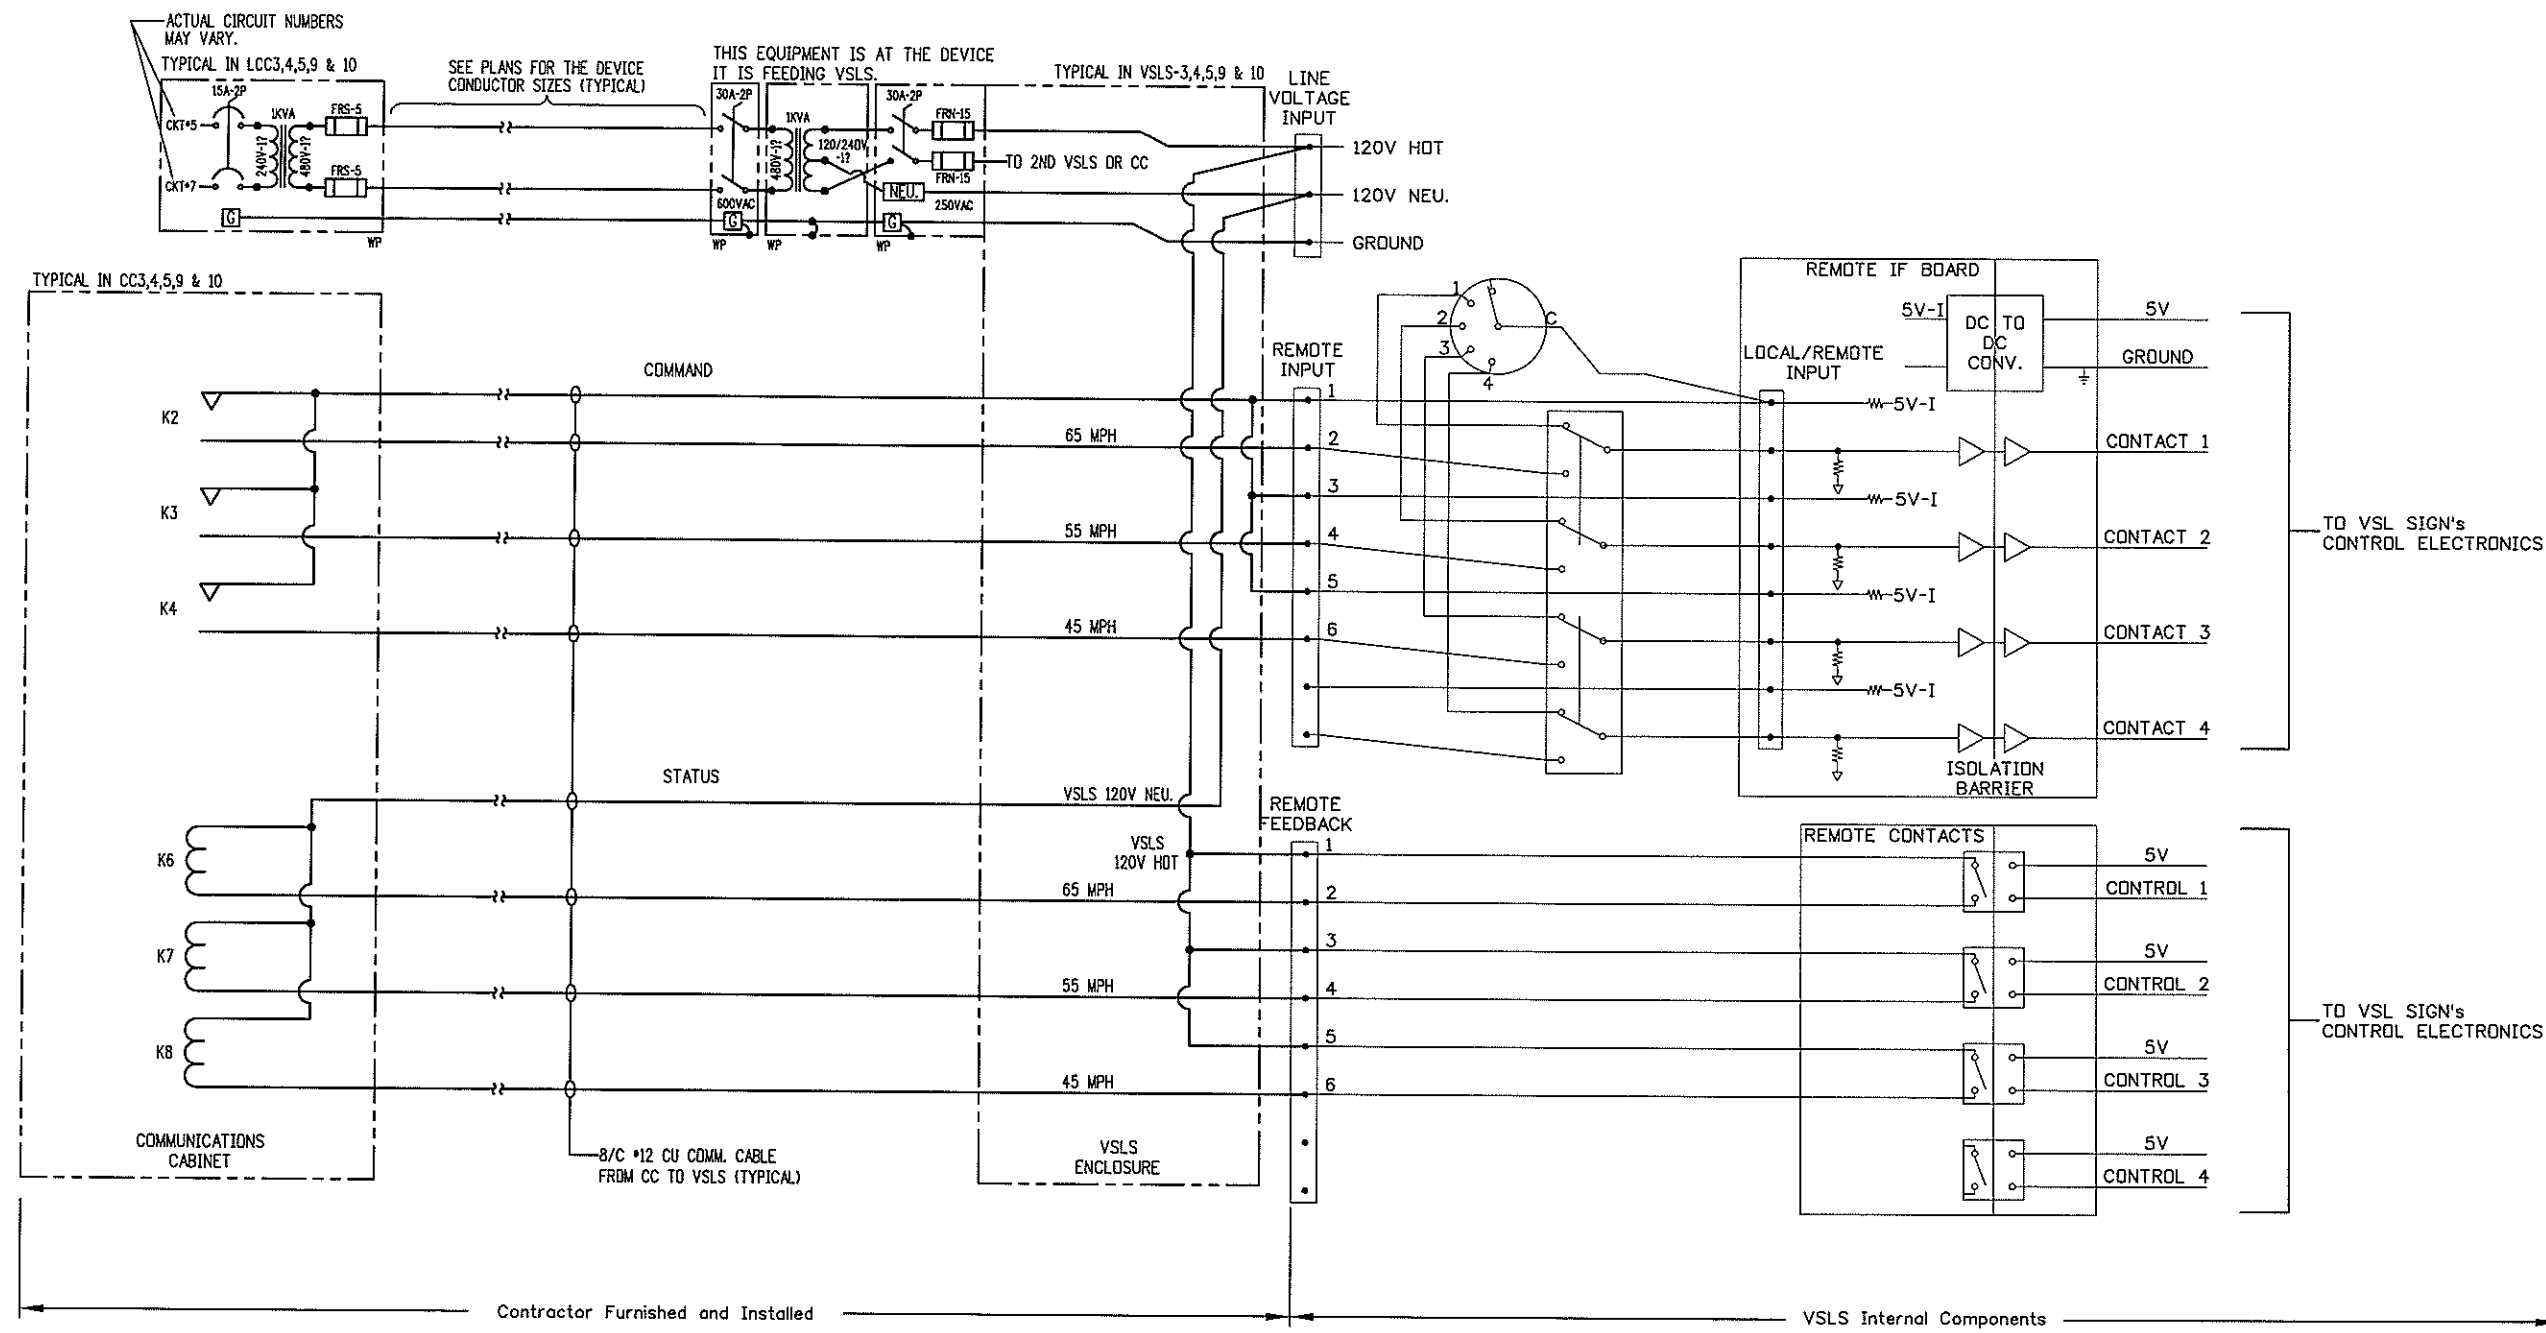 ACTUAL CIRCUIT NUMBERS
MAY VARY.
TYPICAL IN LCC3,4,5,9 & 10
15A-2P
CKT#5
1KVA
FRS-5
240V-1?
480V-1?
CKT#7
FRS-5
G
WP
SEE PLANS FOR THE DEVICE
CONDUCTOR SIZES (TYPICAL)
THIS EQUIPMENT IS AT THE DEVICE
IT IS FEEDING VSLS.
30A-2P
600VAC
G
WP
1KVA
480V-1?
120/240V
-1?
WP
30A-2P
FRN-15
TO 2ND VSLS OR CC
FRN-15
NEU.
250VAC
G
WP
TYPICAL IN VSLS-3,4,5,9 & 10
LINE
VOLTAGE
INPUT
120V HOT
120V NEU.
GROUND
TYPICAL IN CC3,4,5,9 & 10
COMMAND
K2
65 MPH
K3
55 MPH
K4
45 MPH
REMOTE
INPUT
1
2
3
4
5
6
1
2
3
4
C
REMOTE IF BOARD
5V-I
DC TO
DC
CONV.
5V
GROUND
LOCAL/REMOTE
INPUT
5V-I
CONTACT 1
5V-I
CONTACT 2
5V-I
CONTACT 3
5V-I
CONTACT 4
ISOLATION
BARRIER
TO VSL SIGN's
CONTROL ELECTRONICS
STATUS
VSLS 120V NEU.
VSLS
120V HOT
K6
65 MPH
K7
55 MPH
K8
45 MPH
REMOTE
FEEDBACK
1
2
3
4
5
6
REMOTE CONTACTS
5V
CONTROL 1
5V
CONTROL 2
5V
CONTROL 3
5V
CONTROL 4
TO VSL SIGN's
CONTROL ELECTRONICS
COMMUNICATIONS
CABINET
8/C #12 CU COMM. CABLE
FROM CC TO VSLS (TYPICAL)
VSLS
ENCLOSURE
Contractor Furnished and Installed
VSLS Internal Components